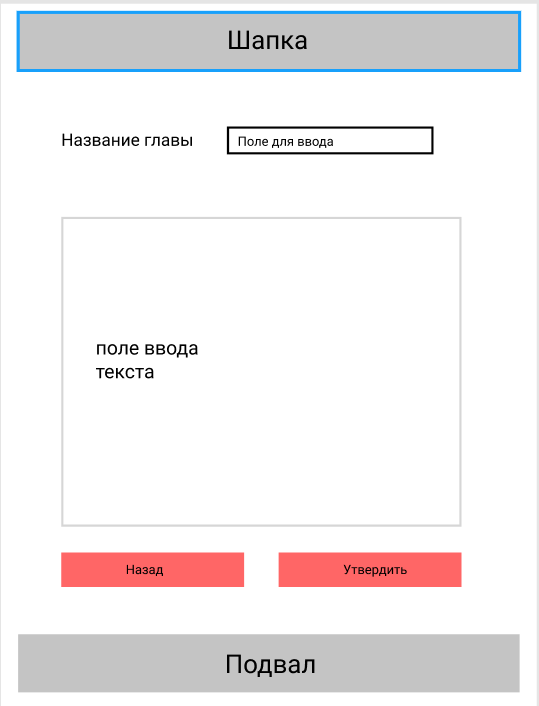 Шапка
Название главы
Поле для ввода
поле ввода
текста
Назад
Утвердить
Подвал